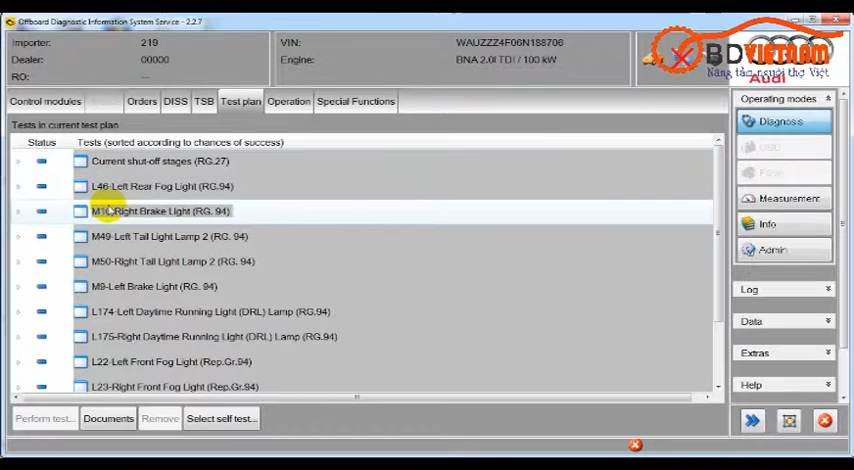 Offboard Diagnostic Information System Service - 2.2.7
Importer: 219
Dealer: 00000
RO: ---
VIN: WAUZZZ4F06N188706
Engine: BNA 2.0l TDI / 100 kW
BDVIETNAM
Nâng tầm người thợ Việt
Audi
Control modules
Orders
DISS
TSB
Test plan
Operation
Special Functions
Tests in current test plan
Status Tests (sorted according to chances of success)
Current shut-off stages (RG.27)
L46-Left Rear Fog Light (RG.94)
Right Brake Light (RG. 94)
M49-Left Tail Light Lamp 2 (RG. 94)
M50-Right Tail Light Lamp 2 (RG. 94)
M9-Left Brake Light (RG. 94)
L174-Left Daytime Running Light (DRL) Lamp (RG.94)
L175-Right Daytime Running Light (DRL) Lamp (RG.94)
L22-Left Front Fog Light (Rep.Gr.94)
L23-Right Front Fog Light (Rep.Gr.94)
Perform test...
Documents
Remove
Select self test...
Operating modes
Diagnosis
OBD
Measurement
Info
Admin
Log
Data
Extras
Help